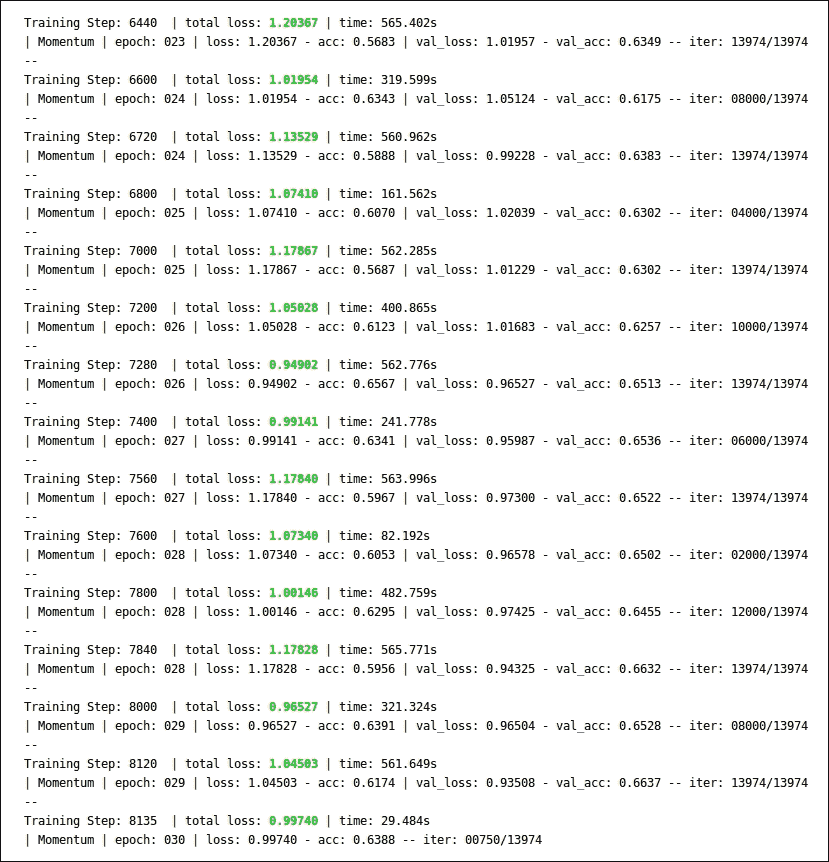 Training Step: 6440  | total loss: 1.20367 | time: 565.402s
| Momentum | epoch: 023 | loss: 1.20367 - acc: 0.5683 | val_loss: 1.01957 - val_acc: 0.6349 -- iter: 13974/13974
--
Training Step: 6600  | total loss: 1.01954 | time: 319.599s
| Momentum | epoch: 024 | loss: 1.01954 - acc: 0.6343 | val_loss: 1.05124 - val_acc: 0.6175 -- iter: 08000/13974
--
Training Step: 6720  | total loss: 1.13529 | time: 560.962s
| Momentum | epoch: 024 | loss: 1.13529 - acc: 0.5888 | val_loss: 0.99228 - val_acc: 0.6383 -- iter: 13974/13974
--
Training Step: 6800  | total loss: 1.07410 | time: 161.562s
| Momentum | epoch: 025 | loss: 1.07410 - acc: 0.6070 | val_loss: 1.02039 - val_acc: 0.6302 -- iter: 04000/13974
--
Training Step: 7000  | total loss: 1.17867 | time: 562.285s
| Momentum | epoch: 025 | loss: 1.17867 - acc: 0.5687 | val_loss: 1.01229 - val_acc: 0.6302 -- iter: 13974/13974
--
Training Step: 7200  | total loss: 1.05028 | time: 400.865s
| Momentum | epoch: 026 | loss: 1.05028 - acc: 0.6123 | val_loss: 1.01683 - val_acc: 0.6257 -- iter: 10000/13974
--
Training Step: 7280  | total loss: 0.94902 | time: 562.776s
| Momentum | epoch: 026 | loss: 0.94902 - acc: 0.6567 | val_loss: 0.96527 - val_acc: 0.6513 -- iter: 13974/13974
--
Training Step: 7400  | total loss: 0.99141 | time: 241.778s
| Momentum | epoch: 027 | loss: 0.99141 - acc: 0.6341 | val_loss: 0.95987 - val_acc: 0.6536 -- iter: 06000/13974
--
Training Step: 7560  | total loss: 1.17840 | time: 563.996s
| Momentum | epoch: 027 | loss: 1.17840 - acc: 0.5967 | val_loss: 0.97300 - val_acc: 0.6522 -- iter: 13974/13974
--
Training Step: 7600  | total loss: 1.07340 | time: 82.192s
| Momentum | epoch: 028 | loss: 1.07340 - acc: 0.6053 | val_loss: 0.96578 - val_acc: 0.6502 -- iter: 02000/13974
--
Training Step: 7800  | total loss: 1.00146 | time: 482.759s
| Momentum | epoch: 028 | loss: 1.00146 - acc: 0.6295 | val_loss: 0.97425 - val_acc: 0.6455 -- iter: 12000/13974
--
Training Step: 7840  | total loss: 1.17828 | time: 565.771s
| Momentum | epoch: 028 | loss: 1.17828 - acc: 0.5956 | val_loss: 0.94325 - val_acc: 0.6632 -- iter: 13974/13974
--
Training Step: 8000  | total loss: 0.96527 | time: 321.324s
| Momentum | epoch: 029 | loss: 0.96527 - acc: 0.6391 | val_loss: 0.96504 - val_acc: 0.6528 -- iter: 08000/13974
--
Training Step: 8120  | total loss: 1.04503 | time: 561.649s
| Momentum | epoch: 029 | loss: 1.04503 - acc: 0.6174 | val_loss: 0.93508 - val_acc: 0.6637 -- iter: 13974/13974
--
Training Step: 8135  | total loss: 0.99740 | time: 29.484s
| Momentum | epoch: 030 | loss: 0.99740 - acc: 0.6388 -- iter: 00750/13974